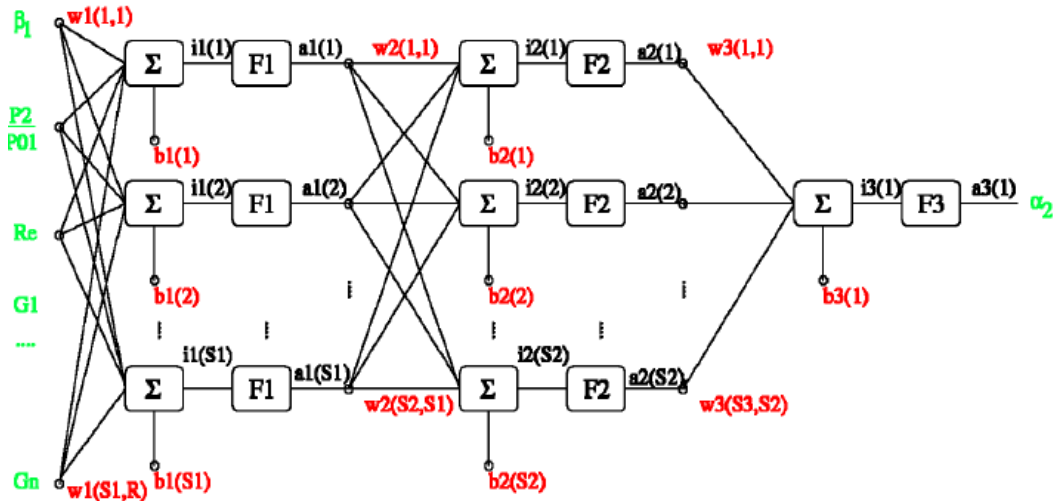 β1 w1(1,1)
i1(1) a1(1) w2(1,1) i2(1) a2(1) w3(1,1)
Σ F1 Σ F2
P2
P01
b1(1) b2(1)
i1(2) a1(2) i2(2) a2(2) i3(1) a3(1)
Σ F1 Σ F2 Σ F3 α2
Re
b1(2) b2(2) b3(1)
G1
....
i1(S1) a1(S1) i2(S2) a2(S2)
Σ F1 Σ F2
w2(S2,S1) w3(S3,S2)
Gn
w1(S1,R) b1(S1) b2(S2)